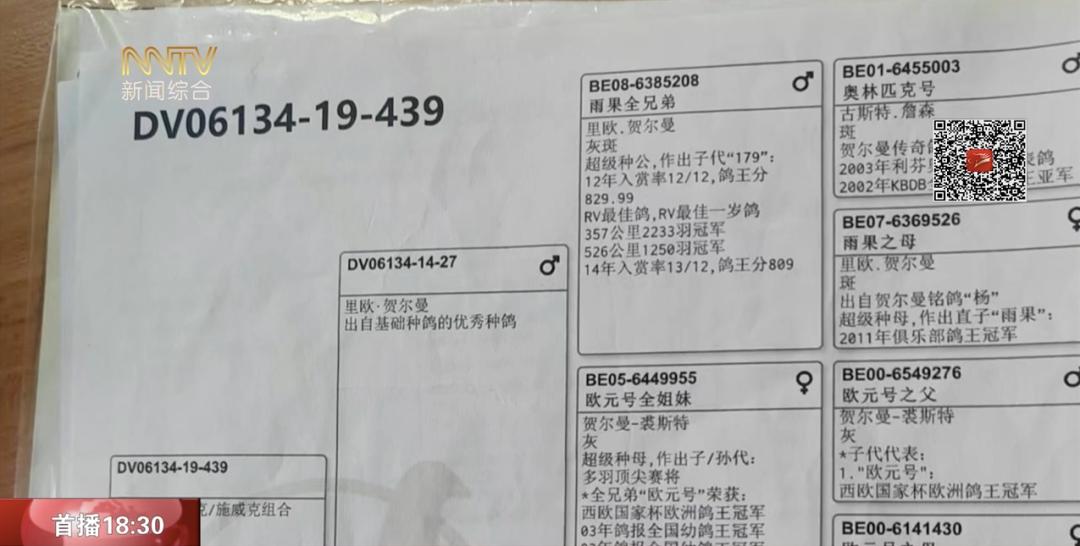 NNTV
新闻综合
DV06134-19-439
BE08-6385208
雨果全兄弟
里欧.贺尔曼
灰斑
超级种公,作出子代“179”:
12年入赏率12/12,鸽王分
829.99
RV最佳鸽,RV最佳一岁鸽
357公里2233羽冠军
526公里1250羽冠军
14年入赏率13/12,鸽王分809
BE01-6455003
奥林匹克号
古斯特.詹森
斑
贺尔曼传奇
2003年利芬
2002年KBDB
王亚军
BE07-6369526
雨果之母
里欧.贺尔曼
斑
出自贺尔曼铭鸽“杨”
超级种母,作出直子“雨果”:
2011年俱乐部鸽王冠军
DV06134-14-27
里欧·贺尔曼
出自基础种鸽的优秀种鸽
BE05-6449955
欧元号全姐妹
贺尔曼-裘斯特
灰
超级种母,作出子/孙代:
多羽顶尖赛将
*全兄弟“欧元号”荣获:
西欧国家杯欧洲鸽王冠军
03年鸽报全国幼鸽王冠军
BE00-6549276
欧元号之父
贺尔曼-裘斯特
灰
*子代代表:
1."欧元号":
西欧国家杯欧洲鸽王冠军
BE00-6141430
DV06134-19-439
克/施威克组合
首播18:30